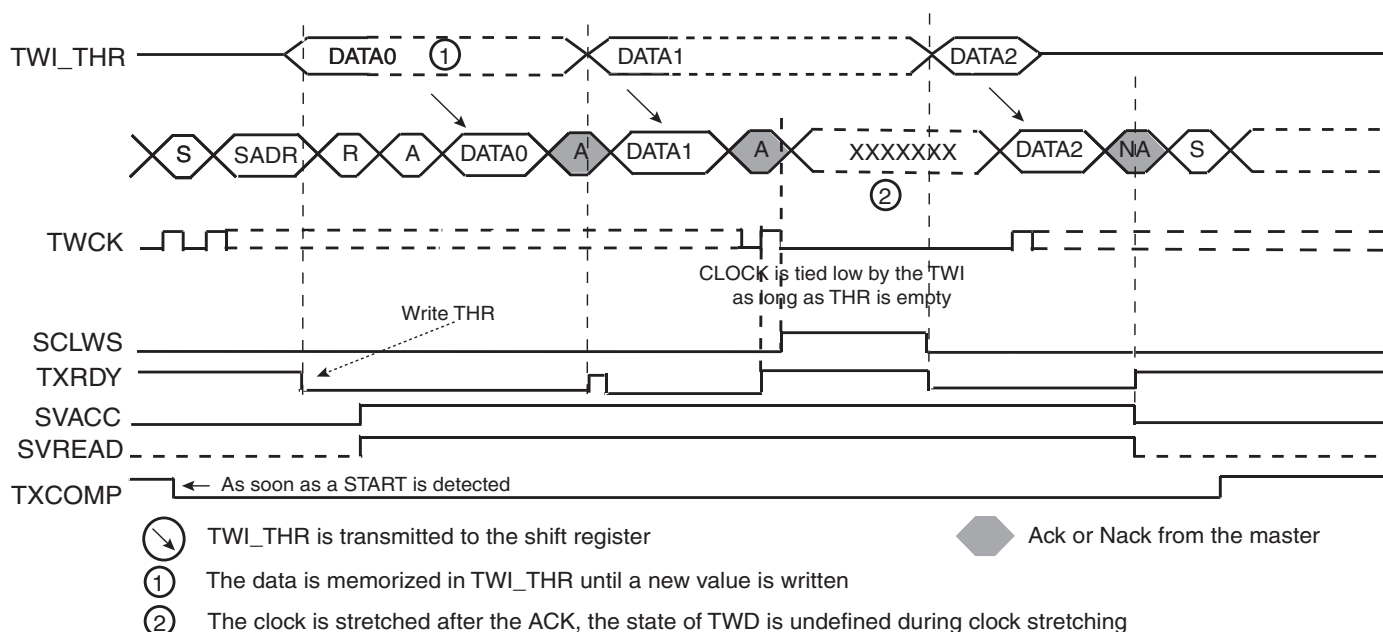 TWI_THR DATA0 1 DATA1 DATA2
S SADR R A DATA0 A DATA1 A XXXXXXX DATA2 NA S
2
TWCK
CLOCK is tied low by the TWI
as long as THR is empty
Write THR
SCLWS
TXRDY
SVACC
SVREAD
TXCOMP As soon as a START is detected
TWI_THR is transmitted to the shift register Ack or Nack from the master
1 The data is memorized in TWI_THR until a new value is written
2 The clock is stretched after the ACK, the state of TWD is undefined during clock stretching